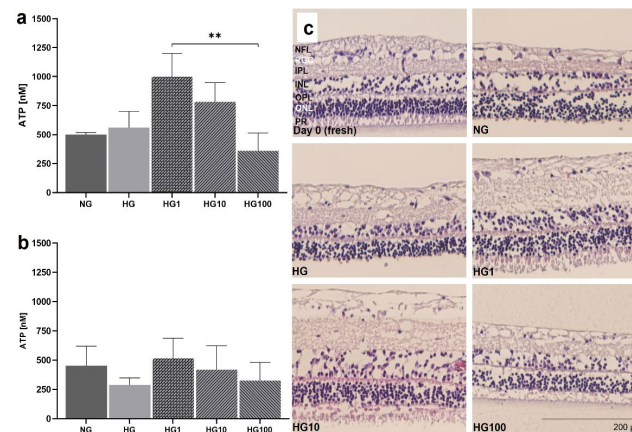 a
ATP [nM]
1500
1250
1000
750
500
250
0
**
NG
HG
HG1
HG10
HG100
b
ATP [nM]
1500
1250
1000
750
500
250
0
NG
HG
HG1
HG10
HG100
c
NFL
IPL
INL
OPL
ONL
PR
Day 0 (fresh)
NG
HG
HG1
HG10
HG100
200